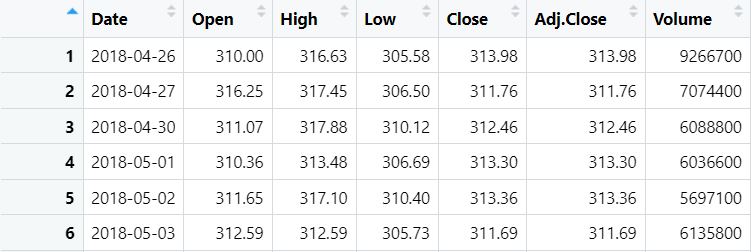 Date Open High Low Close Adj.Close Volume
1 2018-04-26 310.00 316.63 305.58 313.98 313.98 9266700
2 2018-04-27 316.25 317.45 306.50 311.76 311.76 7074400
3 2018-04-30 311.07 317.88 310.12 312.46 312.46 6088800
4 2018-05-01 310.36 313.48 306.69 313.30 313.30 6036600
5 2018-05-02 311.65 317.10 310.40 313.36 313.36 5697100
6 2018-05-03 312.59 312.59 305.73 311.69 311.69 6135800